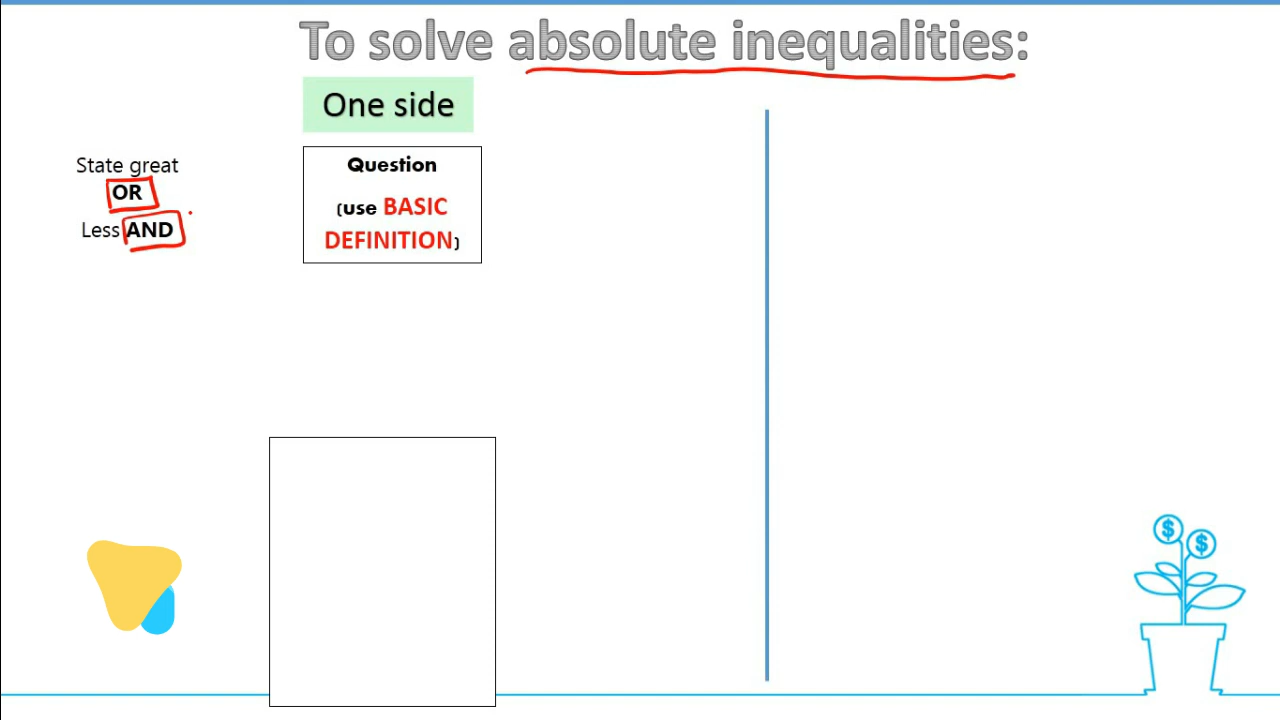 To solve absolute inequalities:
One side
State great
OR
Less AND
Question
(use BASIC
DEFINITION)
$
$